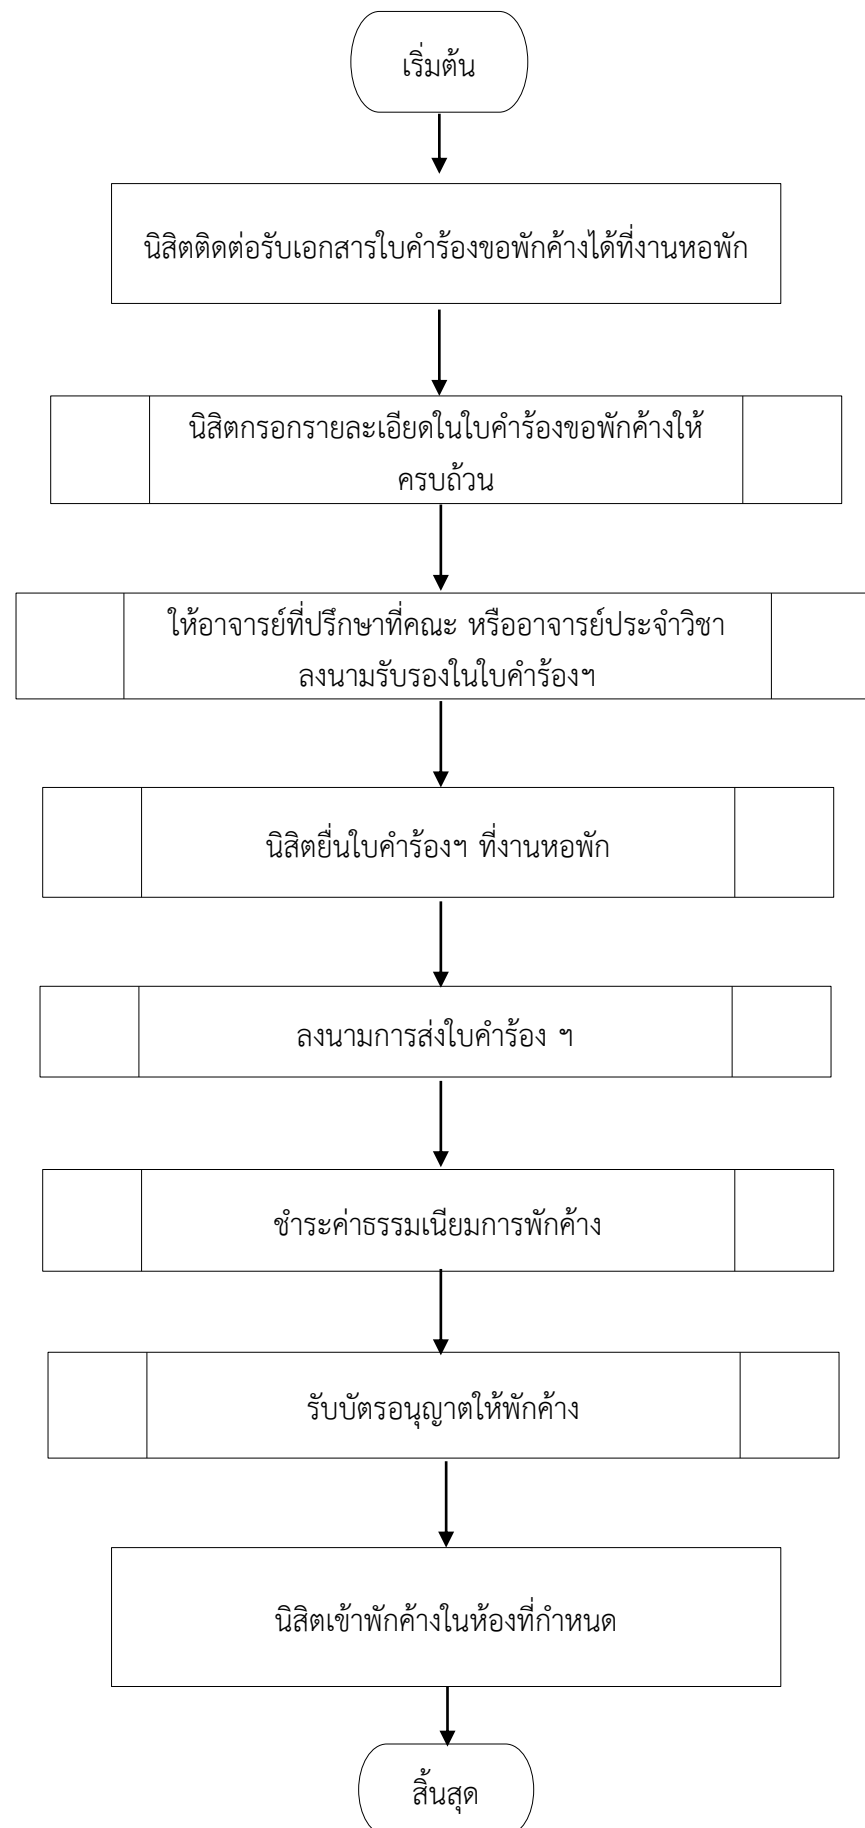 เริ่มต้น
นิสิตติดต่อรับเอกสารใบคำร้องขอพักค้างได้ที่งานหอพัก
นิสิตกรอกรายละเอียดในใบคำร้องขอพักค้างให้
ครบถ้วน
ให้อาจารย์ที่ปรึกษาที่คณะ หรืออาจารย์ประจำวิชา
ลงนามรับรองในใบคำร้องฯ
นิสิตยื่นใบคำร้องฯ ที่งานหอพัก
ลงนามการส่งใบคำร้อง ฯ
ชำระค่าธรรมเนียมการพักค้าง
รับบัตรอนุญาตให้พักค้าง
นิสิตเข้าพักค้างในห้องที่กำหนด
สิ้นสุด